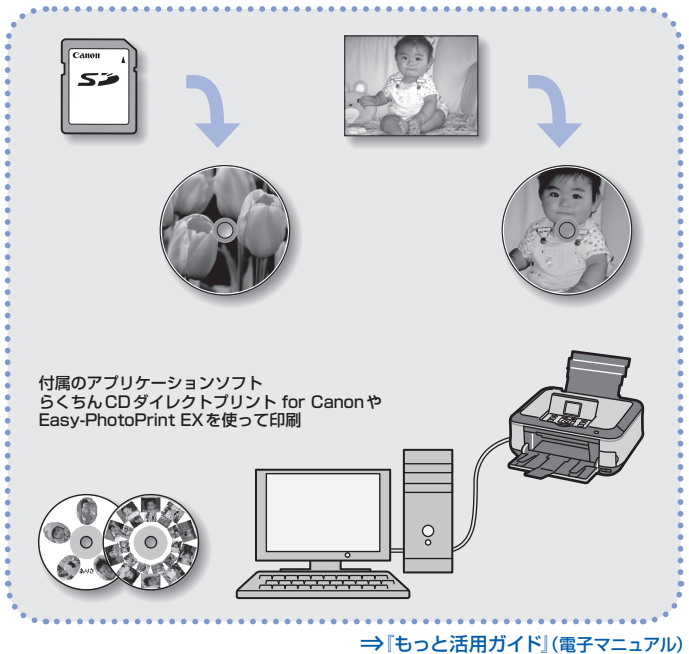 Canon
SD
付属のアプリケーションソフト
らくちんCDダイレクトプリント for Canonや
Easy-PhotoPrint EXを使って印刷
ありさ
⇒『もっと活用ガイド』(電子マニュアル)